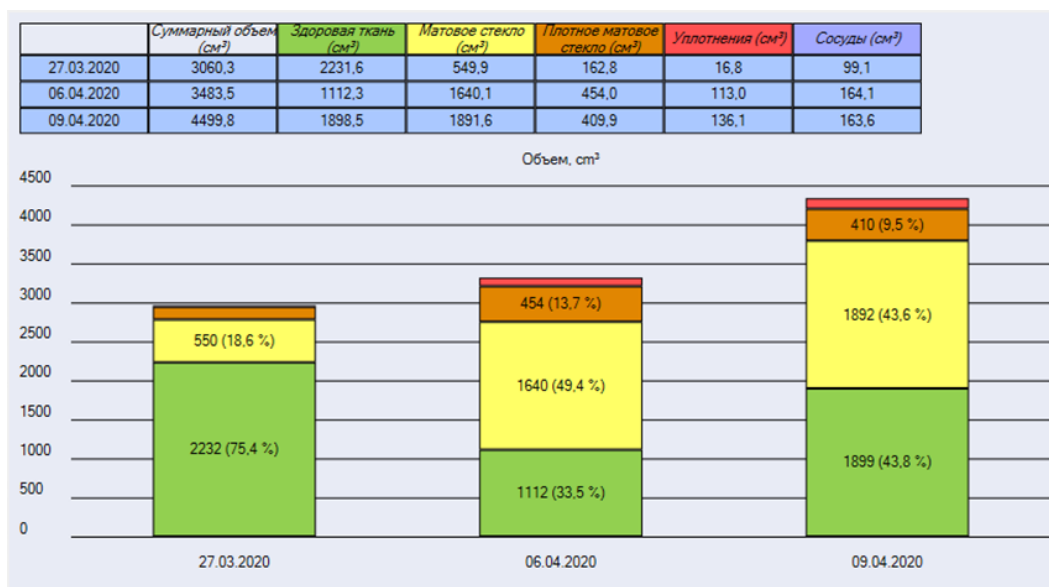 Суммарный объем (см³) Здоровая ткань (см³) Матовое стекло (см³) Плотное матовое стекло (см³) Уплотнения (см³) Сосуды (см³)
27.03.2020 3060,3 2231,6 549,9 162,8 16,8 99,1
06.04.2020 3483,5 1112,3 1640,1 454,0 113,0 164,1
09.04.2020 4499,8 1898,5 1891,6 409,9 136,1 163,6
Объем, cm³
4500
4000
3500
3000
2500
2000
1500
1000
500
0
550 (18,6 %)
2232 (75,4 %)
454 (13,7 %)
1640 (49,4 %)
1112 (33,5 %)
410 (9,5 %)
1892 (43,6 %)
1899 (43,8 %)
27.03.2020 06.04.2020 09.04.2020